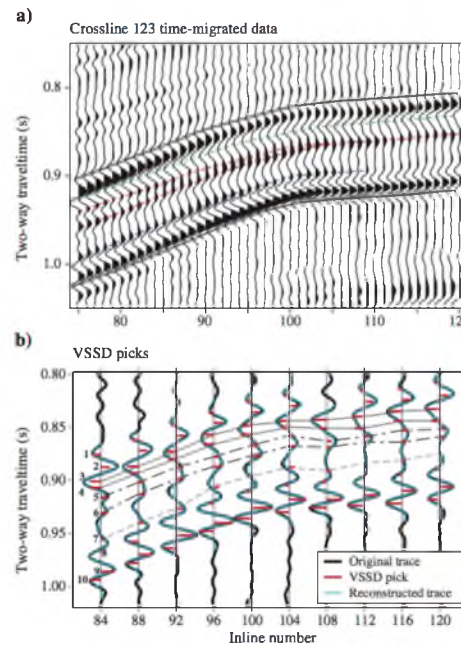 a)
Crossline 123 time-migrated data
Two-way traveltime (s)
0.8
0.9
1.0
80
90
100
110
120
b)
VSSD picks
Two-way traveltime (s)
0.80
0.85
0.90
0.95
1.00
1
2
3
4
5
6
7
8
9
10
Original trace
VSSD pick
Reconstructed trace
84 88 92 96 100 104 108 112 116 120
Inline number